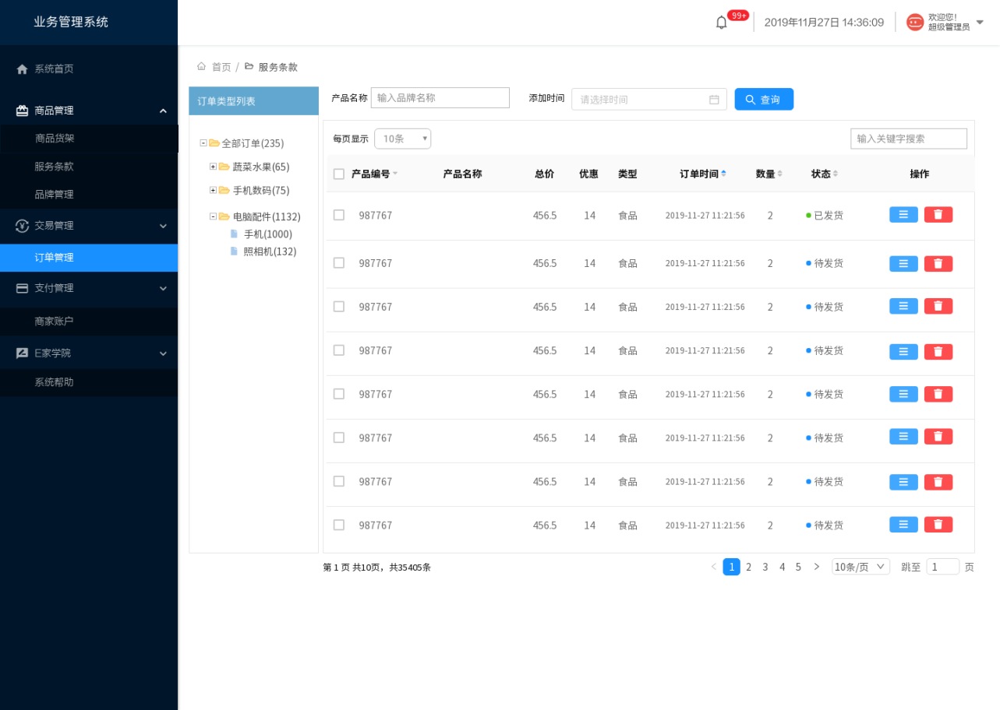 业务管理系统
99+
2019年11月27日 14:36:09
欢迎您!
超级管理员
系统首页
商品管理
商品货架
服务条款
品牌管理
交易管理
订单管理
支付管理
商家账户
E家学院
系统帮助
首页 / 服务条款
订单类型列表
全部订单(235)
蔬菜水果(65)
手机数码(75)
电脑配件(1132)
手机(1000)
照相机(132)
产品名称 输入品牌名称 添加时间 请选择时间 查询
每页显示 10条 输入关键字搜索
产品编号 产品名称 总价 优惠 类型 订单时间 数量 状态 操作
987767 456.5 14 食品 2019-11-27 11:21:56 2 已发货
987767 456.5 14 食品 2019-11-27 11:21:56 2 待发货
987767 456.5 14 食品 2019-11-27 11:21:56 2 待发货
987767 456.5 14 食品 2019-11-27 11:21:56 2 待发货
987767 456.5 14 食品 2019-11-27 11:21:56 2 待发货
987767 456.5 14 食品 2019-11-27 11:21:56 2 待发货
987767 456.5 14 食品 2019-11-27 11:21:56 2 待发货
987767 456.5 14 食品 2019-11-27 11:21:56 2 待发货
第 1 页 共10页，共35405条 < 1 2 3 4 5 > 10条/页 跳至 1 页